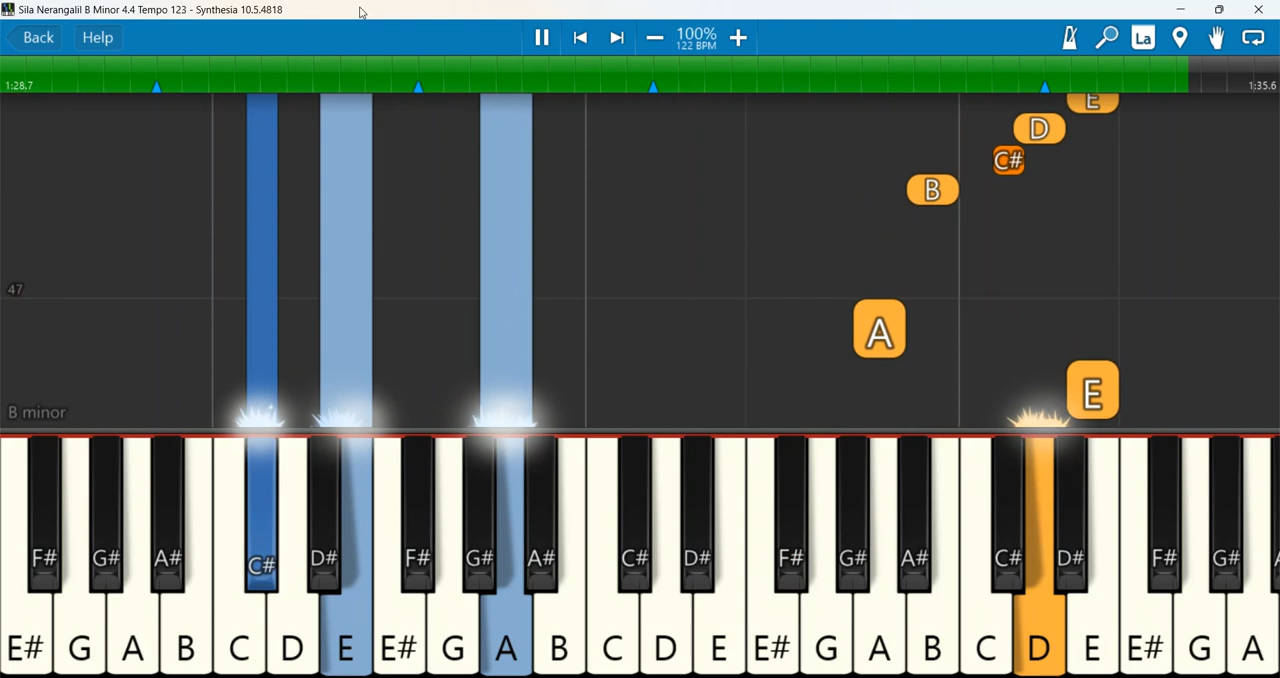 Sila Nerangalil B Minor 4.4 Tempo 123 - Synthesia 10.5.4818
Back Help 100% La
122 BPM
1:28.7 1:35.6
E
D
C#
B
47
A
E
B minor
F# G# A# C# D# F# G# A# C# D# F# G# A# C# D# F# G# A
E# G A B C D E E# G A B C D E E# G A B C D E E# G A